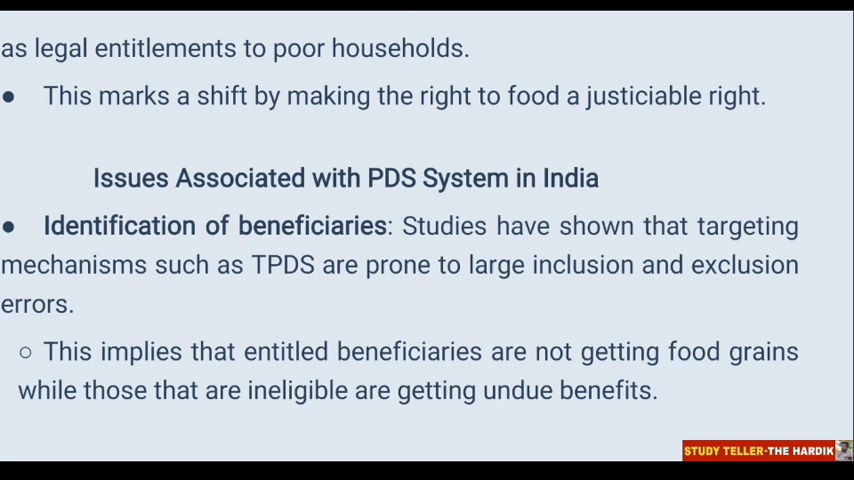 as legal entitlements to poor households.
● This marks a shift by making the right to food a justiciable right.
Issues Associated with PDS System in India
● Identification of beneficiaries: Studies have shown that targeting
mechanisms such as TPDS are prone to large inclusion and exclusion
errors.
○ This implies that entitled beneficiaries are not getting food grains
while those that are ineligible are getting undue benefits.
STUDY TELLER-THE HARDIK